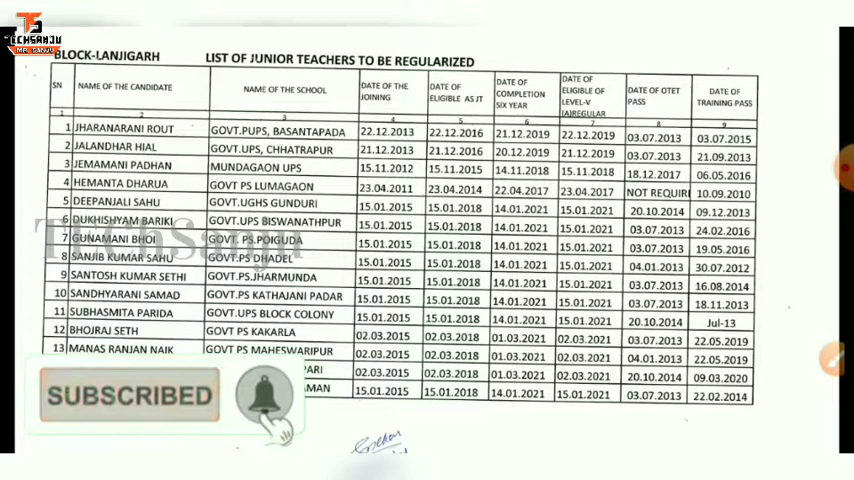 TS
TECHSANJU
MR. SANJU
BLOCK-LANJIGARH LIST OF JUNIOR TEACHERS TO BE REGULARIZED
SN NAME OF THE CANDIDATE NAME OF THE SCHOOL DATE OF THE JOINING DATE OF ELIGIBLE AS JT DATE OF COMPLETION SIX YEAR DATE OF ELIGIBLE OF LEVEL-V (A)REGULAR DATE OF OTET PASS DATE OF TRAINING PASS
1 2 3 4 5 6 7 8 9
1 JHARANARANI ROUT GOVT.PUPS, BASANTAPADA 22.12.2013 22.12.2016 21.12.2019 22.12.2019 03.07.2013 03.07.2015
2 JALANDHAR HIAL GOVT.UPS, CHHATRAPUR 21.12.2013 21.12.2016 20.12.2019 21.12.2019 03.07.2013 21.09.2013
3 JEMAMANI PADHAN MUNDAGAON UPS 15.11.2012 15.11.2015 14.11.2018 15.11.2018 18.12.2017 06.05.2016
4 HEMANTA DHARUA GOVT PS LUMAGAON 23.04.2011 23.04.2014 22.04.2017 23.04.2017 NOT REQUIRI 10.09.2010
5 DEEPANJALI SAHU GOVT.UGHS GUNDURI 15.01.2015 15.01.2018 14.01.2021 15.01.2021 20.10.2014 09.12.2013
6 DUKHISHYAM BARIKI GOVT.UPS BISWANATHPUR 15.01.2015 15.01.2018 14.01.2021 15.01.2021 03.07.2013 24.02.2016
7 GUNAMANI BHOI GOVT. PS.POIGUDA 15.01.2015 15.01.2018 14.01.2021 15.01.2021 03.07.2013 19.05.2016
8 SANJIB KUMAR SAHU GOVT.PS DHADEL 15.01.2015 15.01.2018 14.01.2021 15.01.2021 04.01.2013 30.07.2012
9 SANTOSH KUMAR SETHI GOVT.PS.JHARMUNDA 15.01.2015 15.01.2018 14.01.2021 15.01.2021 03.07.2013 16.08.2014
10 SANDHYARANI SAMAD GOVT.PS KATHAJANI PADAR 15.01.2015 15.01.2018 14.01.2021 15.01.2021 03.07.2013 18.11.2013
11 SUBHASMITA PARIDA GOVT.UPS BLOCK COLONY 15.01.2015 15.01.2018 14.01.2021 15.01.2021 20.10.2014 Jul-13
12 BHOJRAJ SETH GOVT PS KAKARLA 02.03.2015 02.03.2018 01.03.2021 02.03.2021 03.07.2013 22.05.2019
13 MANAS RANJAN NAIK GOVT PS MAHESWARIPUR 02.03.2015 02.03.2018 01.03.2021 02.03.2021 04.01.2013 22.05.2019
PARI 02.03.2015 02.03.2018 01.03.2021 02.03.2021 20.10.2014 09.03.2020
AMAN 15.01.2015 15.01.2018 14.01.2021 15.01.2021 03.07.2013 22.02.2014
TEChSanju
SUBSCRIBED